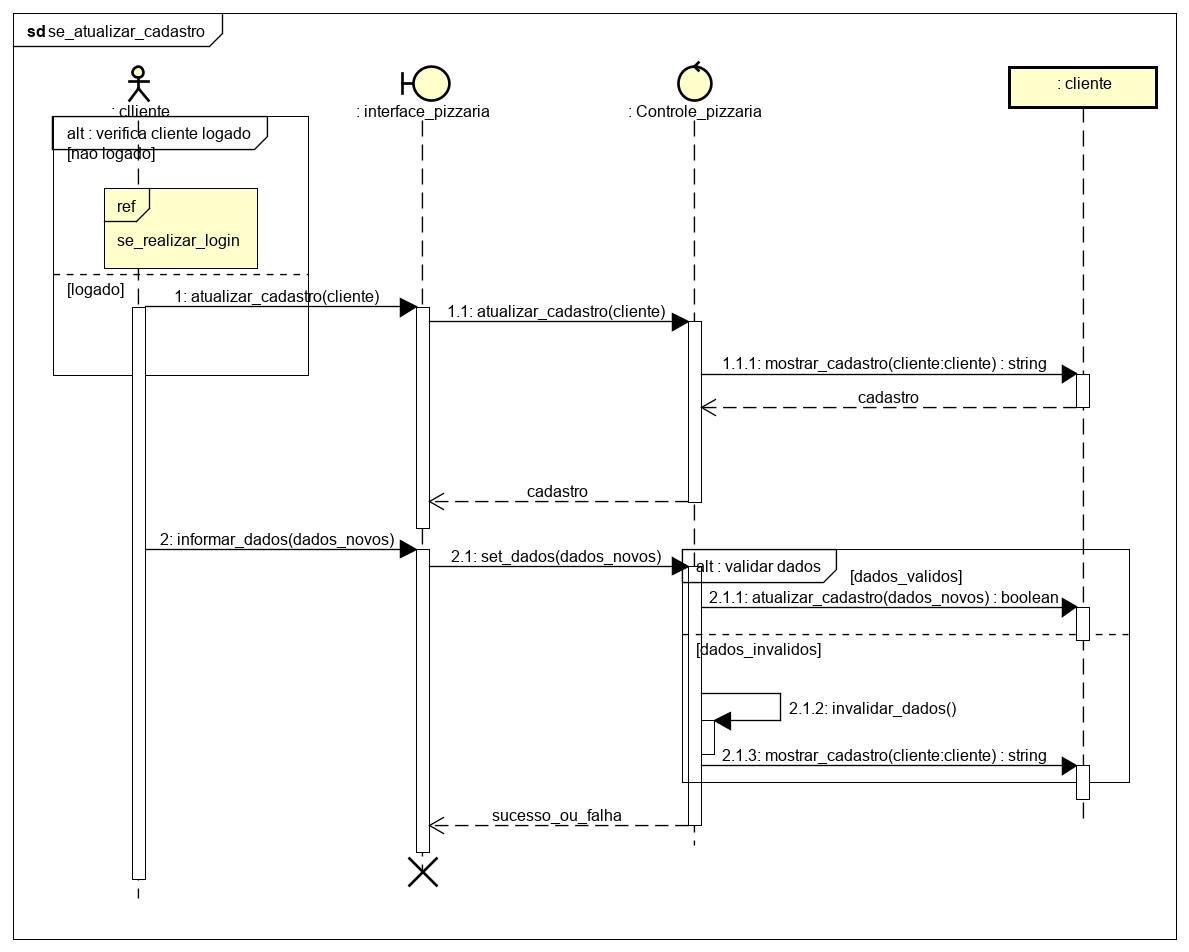 sd se_atualizar_cadastro
: clliente
: interface_pizzaria
: Controle_pizzaria
: cliente
alt : verifica cliente logado
[nao logado]
ref
se_realizar_login
[logado]
1: atualizar_cadastro(cliente)
1.1: atualizar_cadastro(cliente)
1.1.1: mostrar_cadastro(cliente:cliente) : string
cadastro
cadastro
2: informar_dados(dados_novos)
2.1: set_dados(dados_novos)
alt : validar dados
[dados_validos]
2.1.1: atualizar_cadastro(dados_novos) : boolean
[dados_invalidos]
2.1.2: invalidar_dados()
2.1.3: mostrar_cadastro(cliente:cliente) : string
sucesso_ou_falha